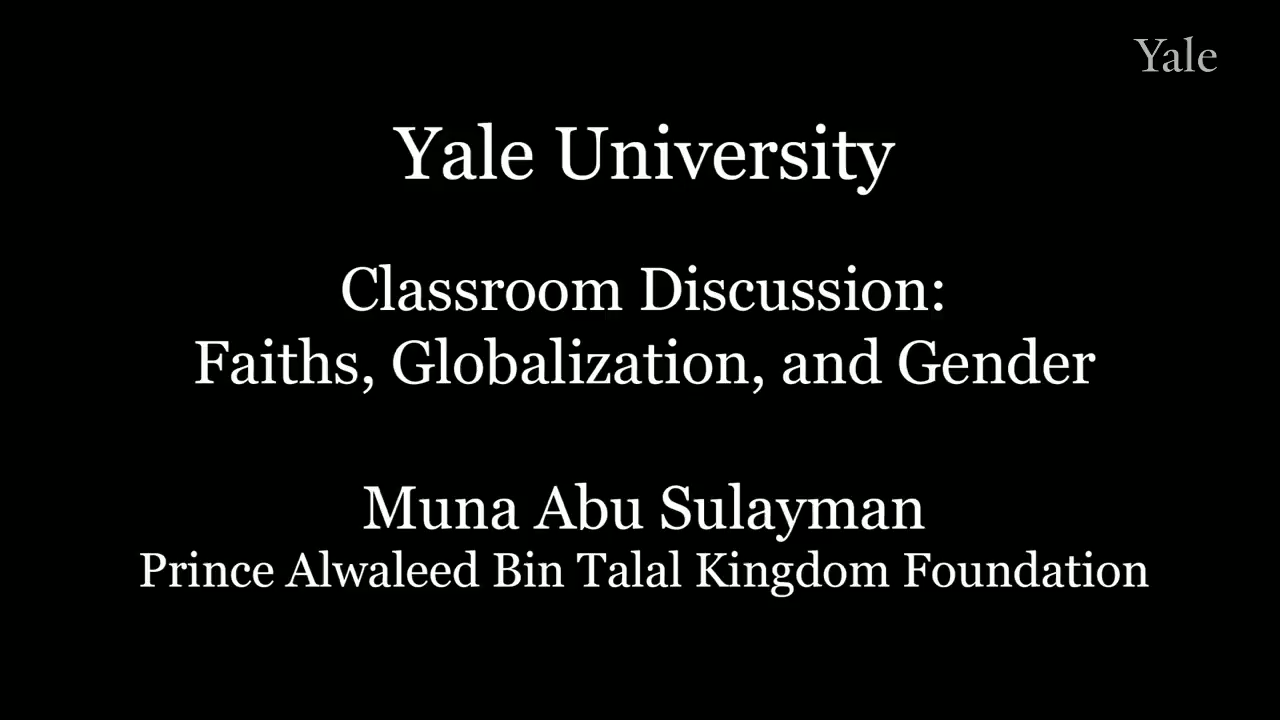 Yale
Yale University
Classroom Discussion:
Faiths, Globalization, and Gender
Muna Abu Sulayman
Prince Alwaleed Bin Talal Kingdom Foundation